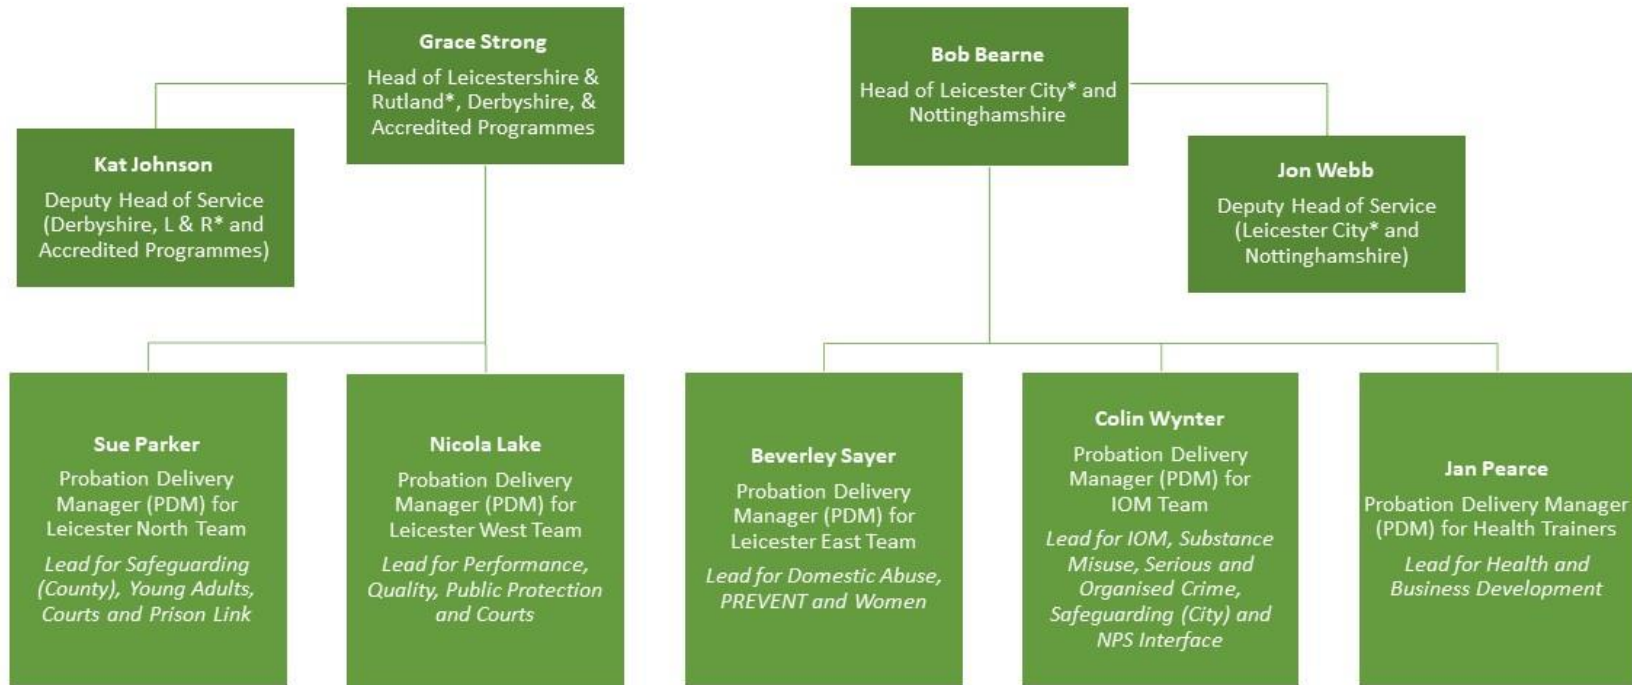 Grace Strong
Head of Leicestershire &
Rutland*, Derbyshire, &
Accredited Programmes
Bob Bearne
Head of Leicester City* and
Nottinghamshire
Kat Johnson
Deputy Head of Service
(Derbyshire, L & R* and
Accredited Programmes)
Jon Webb
Deputy Head of Service
(Leicester City* and
Nottinghamshire)
Sue Parker
Probation Delivery
Manager (PDM) for
Leicester North Team
Lead for Safeguarding
(County), Young Adults,
Courts and Prison Link
Nicola Lake
Probation Delivery
Manager (PDM) for
Leicester West Team
Lead for Performance,
Quality, Public Protection
and Courts
Beverley Sayer
Probation Delivery
Manager (PDM) for
Leicester East Team
Lead for Domestic Abuse,
PREVENT and Women
Colin Wynter
Probation Delivery
Manager (PDM) for
IOM Team
Lead for IOM, Substance
Misuse, Serious and
Organised Crime,
Safeguarding (City) and
NPS Interface
Jan Pearce
Probation Delivery Manager
(PDM) for Health Trainers
Lead for Health and
Business Development